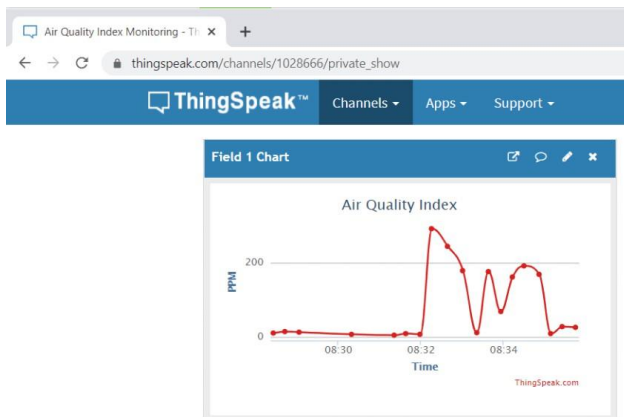 Air Quality Index Monitoring - Th
thingspeak.com/channels/1028666/private_show
ThingSpeak™ Channels Apps Support
Field 1 Chart
Air Quality Index
200
PPM
0
08:30 08:32 08:34
Time
ThingSpeak.com